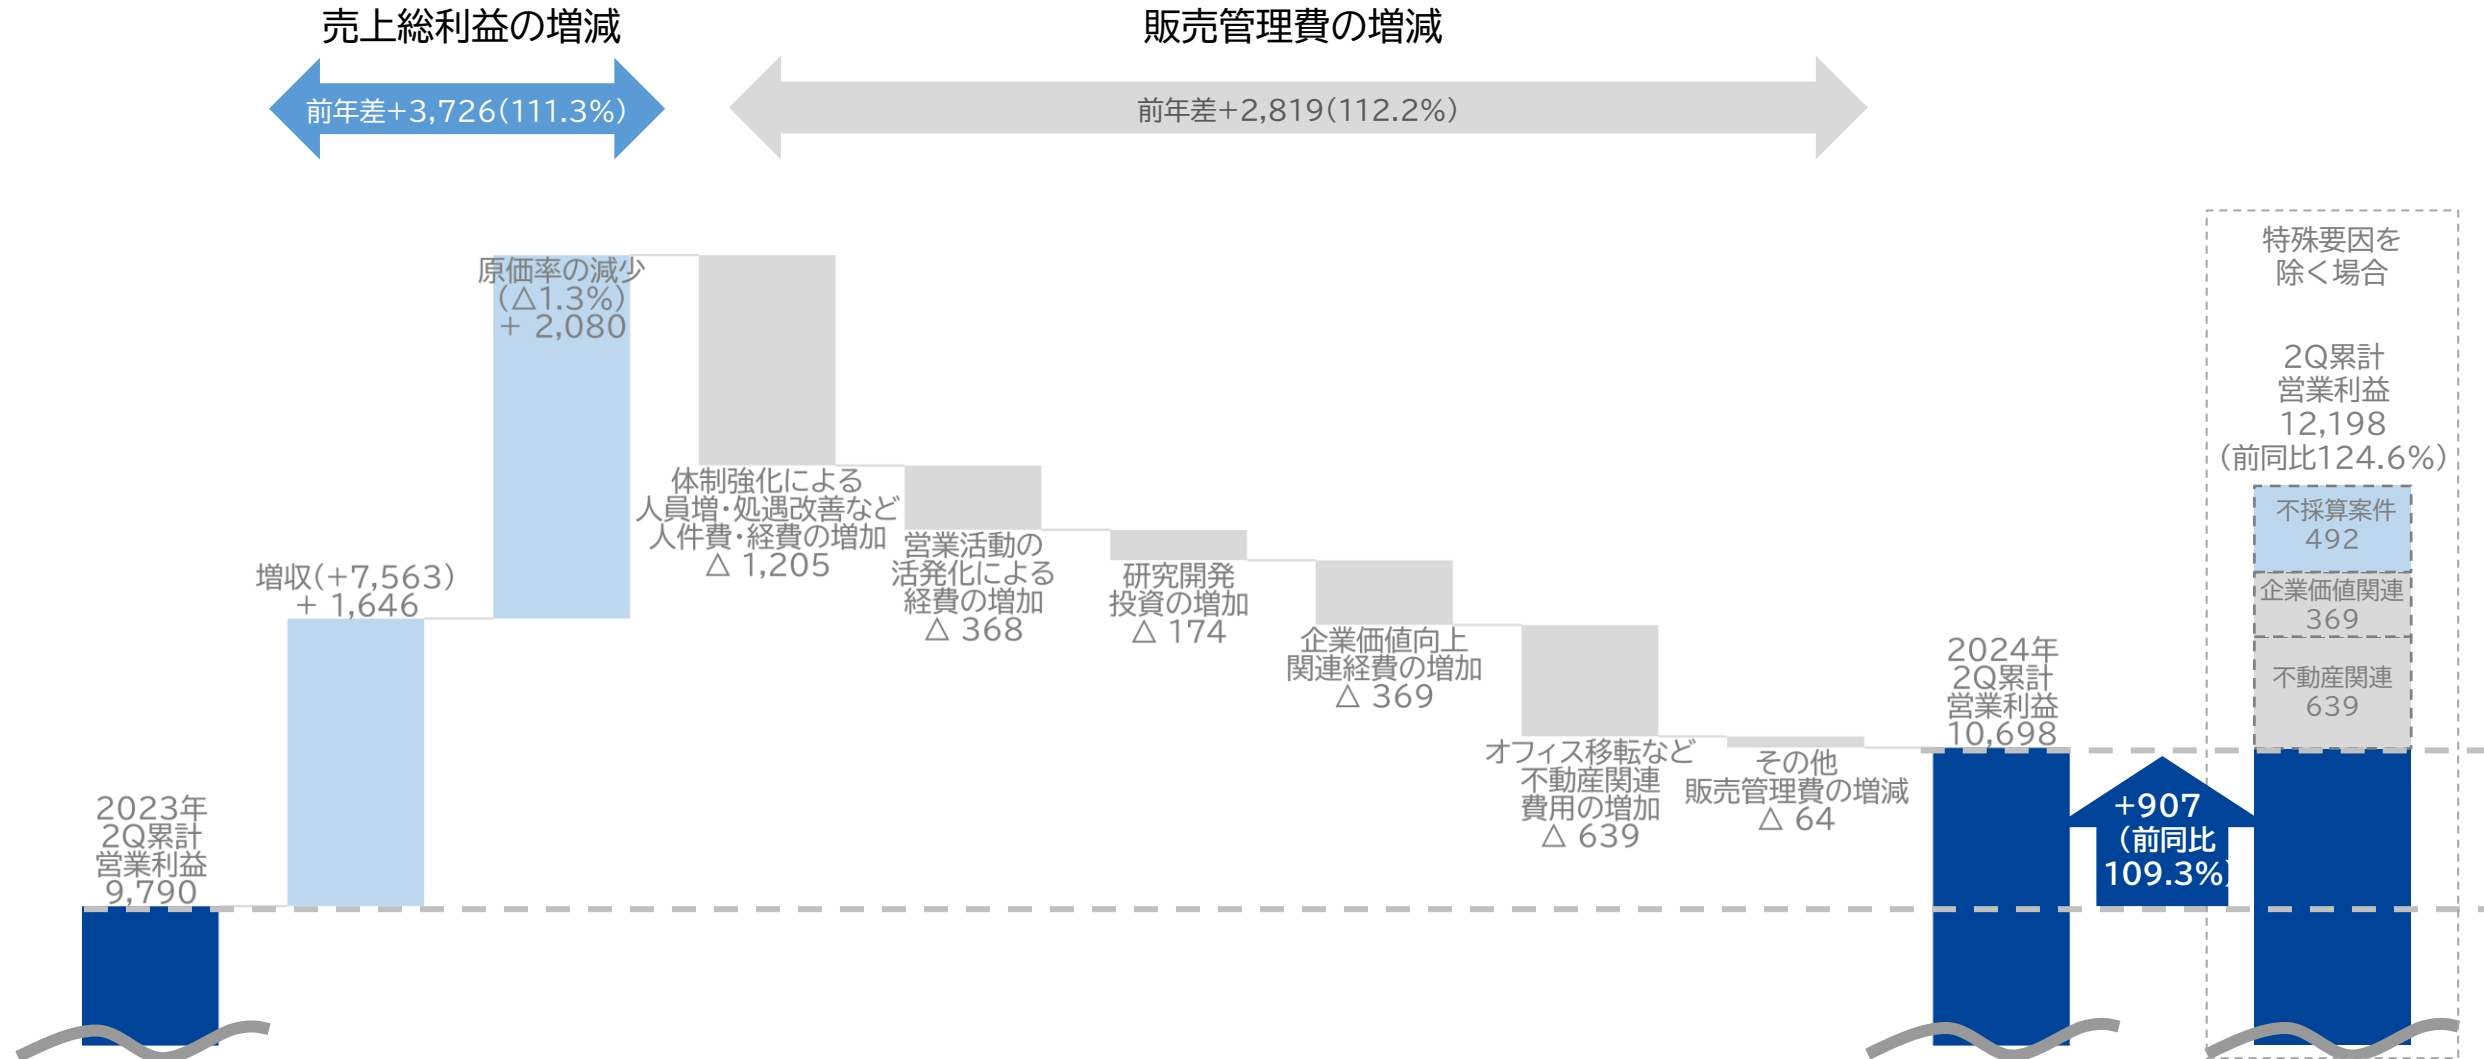 売上総利益の増減
販売管理費の増減
前年差+3,726(111.3%)
前年差+2,819(112.2%)
2023年
2Q累計
営業利益
9,790
増収(+7,563)
+ 1,646
原価率の減少
(△1.3%)
+ 2,080
体制強化による
人員増・処遇改善など
人件費・経費の増加
△ 1,205
営業活動の
活発化による
経費の増加
△ 368
研究開発
投資の増加
△ 174
企業価値向上
関連経費の増加
△ 369
オフィス移転など
不動産関連
費用の増加
△ 639
その他
販売管理費の増減
△ 64
2024年
2Q累計
営業利益
10,698
+907
(前同比
109.3%)
特殊要因を
除く場合
2Q累計
営業利益
12,198
(前同比124.6%)
不採算案件
492
企業価値関連
369
不動産関連
639